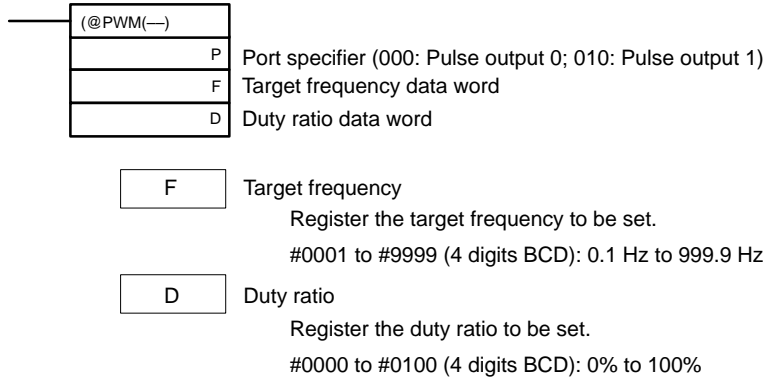 (@PWM(––)
P Port specifier (000: Pulse output 0; 010: Pulse output 1)
F Target frequency data word
D Duty ratio data word
F Target frequency
Register the target frequency to be set.
#0001 to #9999 (4 digits BCD): 0.1 Hz to 999.9 Hz
D Duty ratio
Register the duty ratio to be set.
#0000 to #0100 (4 digits BCD): 0% to 100%